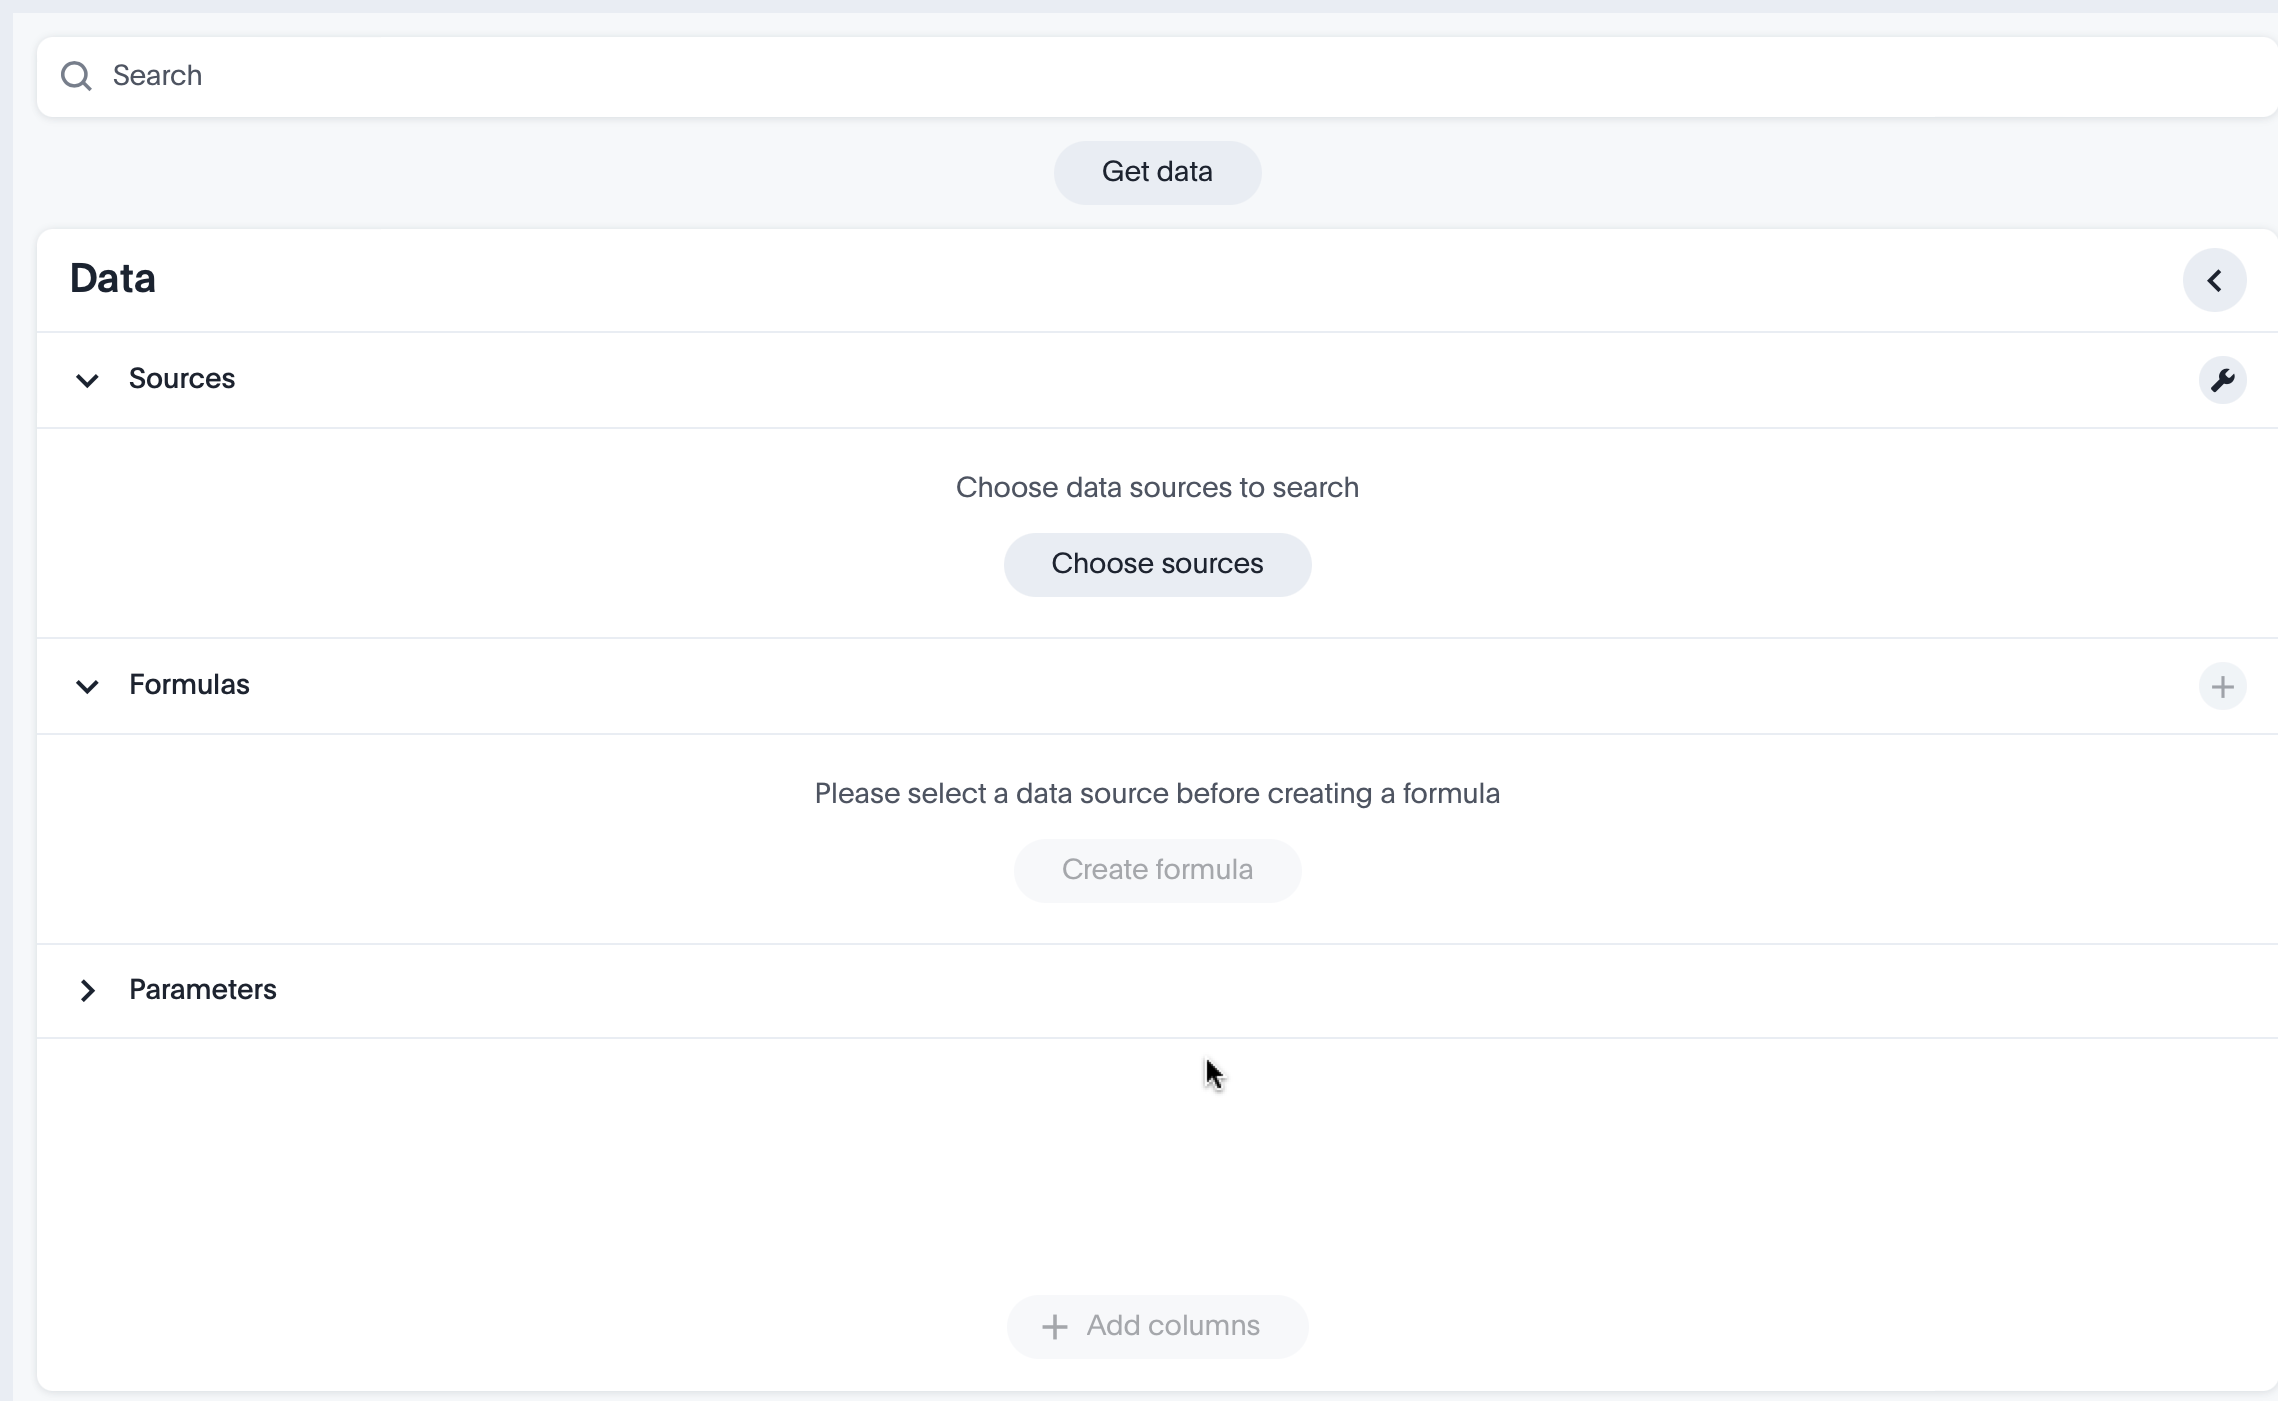 Search
Get data
Data
Sources
Choose data sources to search
Choose sources
Formulas
Please select a data source before creating a formula
Create formula
Parameters
Add columns